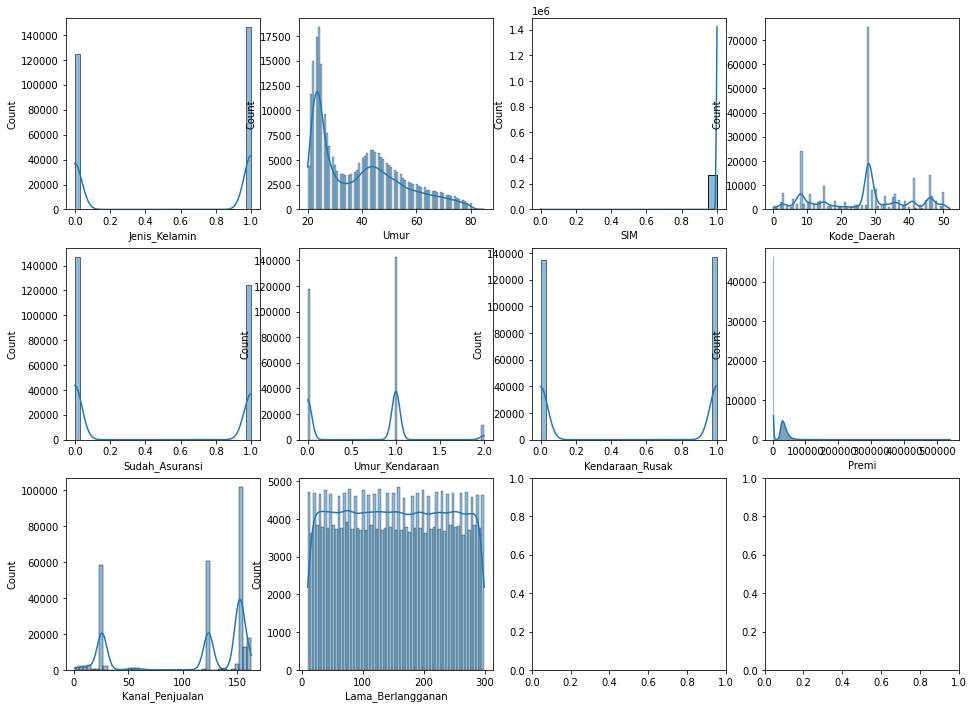 1e6
140000
120000
100000
80000
60000
40000
20000
0
Count
0.0 0.2 0.4 0.6 0.8 1.0
Jenis_Kelamin
17500
15000
12500
10000
7500
5000
2500
0
Count
20 40 60 80
Umur
1.4
1.2
1.0
0.8
0.6
0.4
0.2
0.0
Count
0.0 0.2 0.4 0.6 0.8 1.0
SIM
70000
60000
50000
40000
30000
20000
10000
0
Count
0 10 20 30 40 50
Kode_Daerah
140000
120000
100000
80000
60000
40000
20000
0
Count
0.0 0.2 0.4 0.6 0.8 1.0
Sudah_Asuransi
140000
120000
100000
80000
60000
40000
20000
0
Count
0.0 0.5 1.0 1.5 2.0
Umur_Kendaraan
140000
120000
100000
80000
60000
40000
20000
0
Count
0.0 0.2 0.4 0.6 0.8 1.0
Kendaraan_Rusak
40000
30000
20000
10000
0
Count
0 100000 200000 300000 400000 500000
Premi
100000
80000
60000
40000
20000
0
Count
0 50 100 150
Kanal_Penjualan
5000
4000
3000
2000
1000
0
Count
0 100 200 300
Lama_Berlangganan
1.0
0.8
0.6
0.4
0.2
0.0
0.0 0.2 0.4 0.6 0.8 1.0
1.0
0.8
0.6
0.4
0.2
0.0
0.0 0.2 0.4 0.6 0.8 1.0